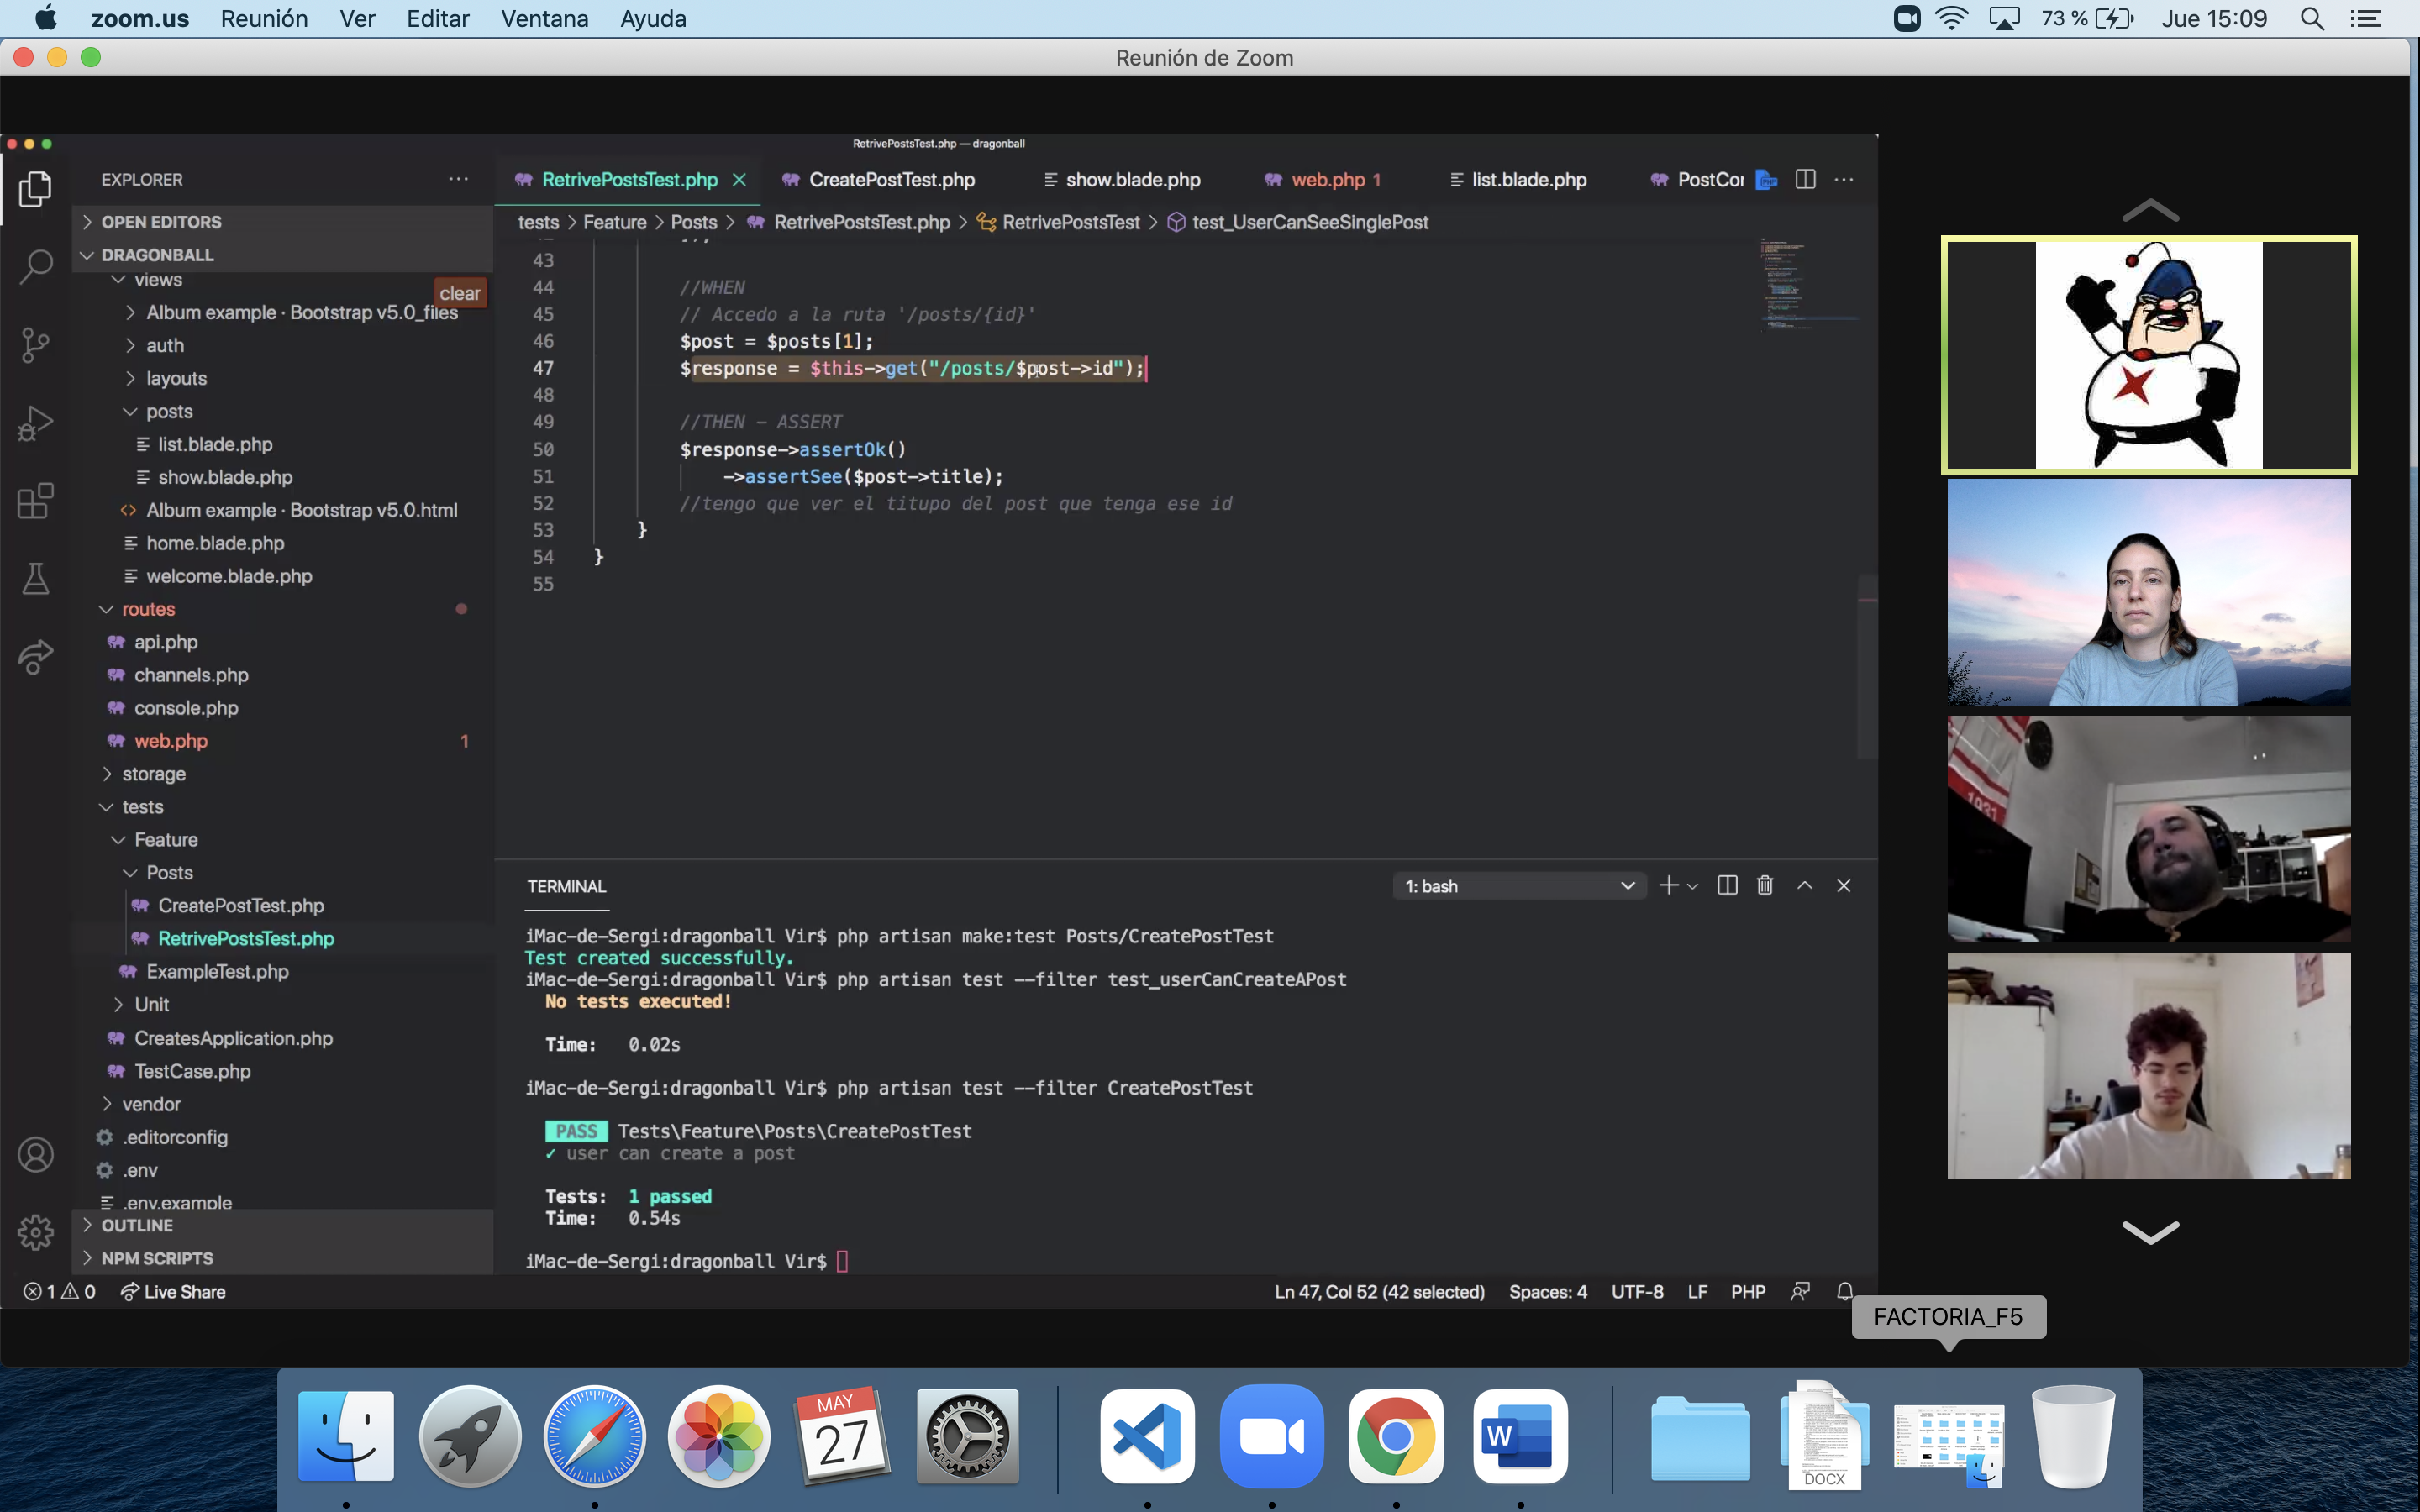 zoom.us Reunión Ver Editar Ventana Ayuda 73 % Jue 15:09
Reunión de Zoom
RetrivePostsTest.php — dragonball
EXPLORER
RetrivePostsTest.php CreatePostTest.php show.blade.php web.php 1 list.blade.php PostCor
OPEN EDITORS
tests > Feature > Posts > RetrivePostsTest.php > RetrivePostsTest > test_UserCanSeeSinglePost
DRAGONBALL
views
clear
Album example · Bootstrap v5.0_files
auth
layouts
posts
list.blade.php
show.blade.php
Album example · Bootstrap v5.0.html
home.blade.php
welcome.blade.php
routes
api.php
channels.php
console.php
web.php 1
storage
tests
Feature
Posts
CreatePostTest.php
RetrivePostsTest.php
ExampleTest.php
Unit
CreatesApplication.php
TestCase.php
vendor
.editorconfig
.env
.env.example
OUTLINE
NPM SCRIPTS
43
44 //WHEN
45 // Accedo a la ruta '/posts/{id}'
46 $post = $posts[1];
47 $response = $this->get("/posts/$post->id");
48
49 //THEN - ASSERT
50 $response->assertOk()
51 ->assertSee($post->title);
52 //tengo que ver el titupo del post que tenga ese id
53 }
54 }
55
TERMINAL 1: bash
iMac-de-Sergi:dragonball Vir$ php artisan make:test Posts/CreatePostTest
Test created successfully.
iMac-de-Sergi:dragonball Vir$ php artisan test --filter test_userCanCreateAPost
No tests executed!
Time: 0.02s
iMac-de-Sergi:dragonball Vir$ php artisan test --filter CreatePostTest
PASS Tests\Feature\Posts\CreatePostTest
✓ user can create a post
Tests: 1 passed
Time: 0.54s
iMac-de-Sergi:dragonball Vir$
1 0 Live Share Ln 47, Col 52 (42 selected) Spaces: 4 UTF-8 LF PHP
1931
FACTORIA_F5
MAY
27
W
DOCX